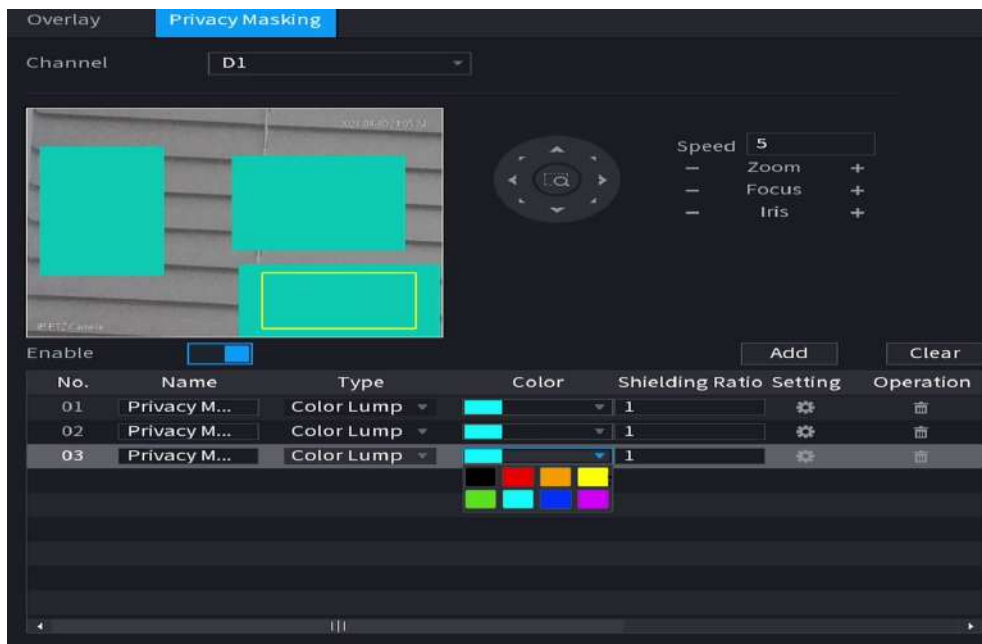 Overlay Privacy Masking
Channel D1
Speed 5
Zoom
Focus
Iris
Enable Add Clear
No. Name Type Color Shielding Ratio Setting Operation
01 Privacy M... Color Lump 1
02 Privacy M... Color Lump 1
03 Privacy M... Color Lump 1